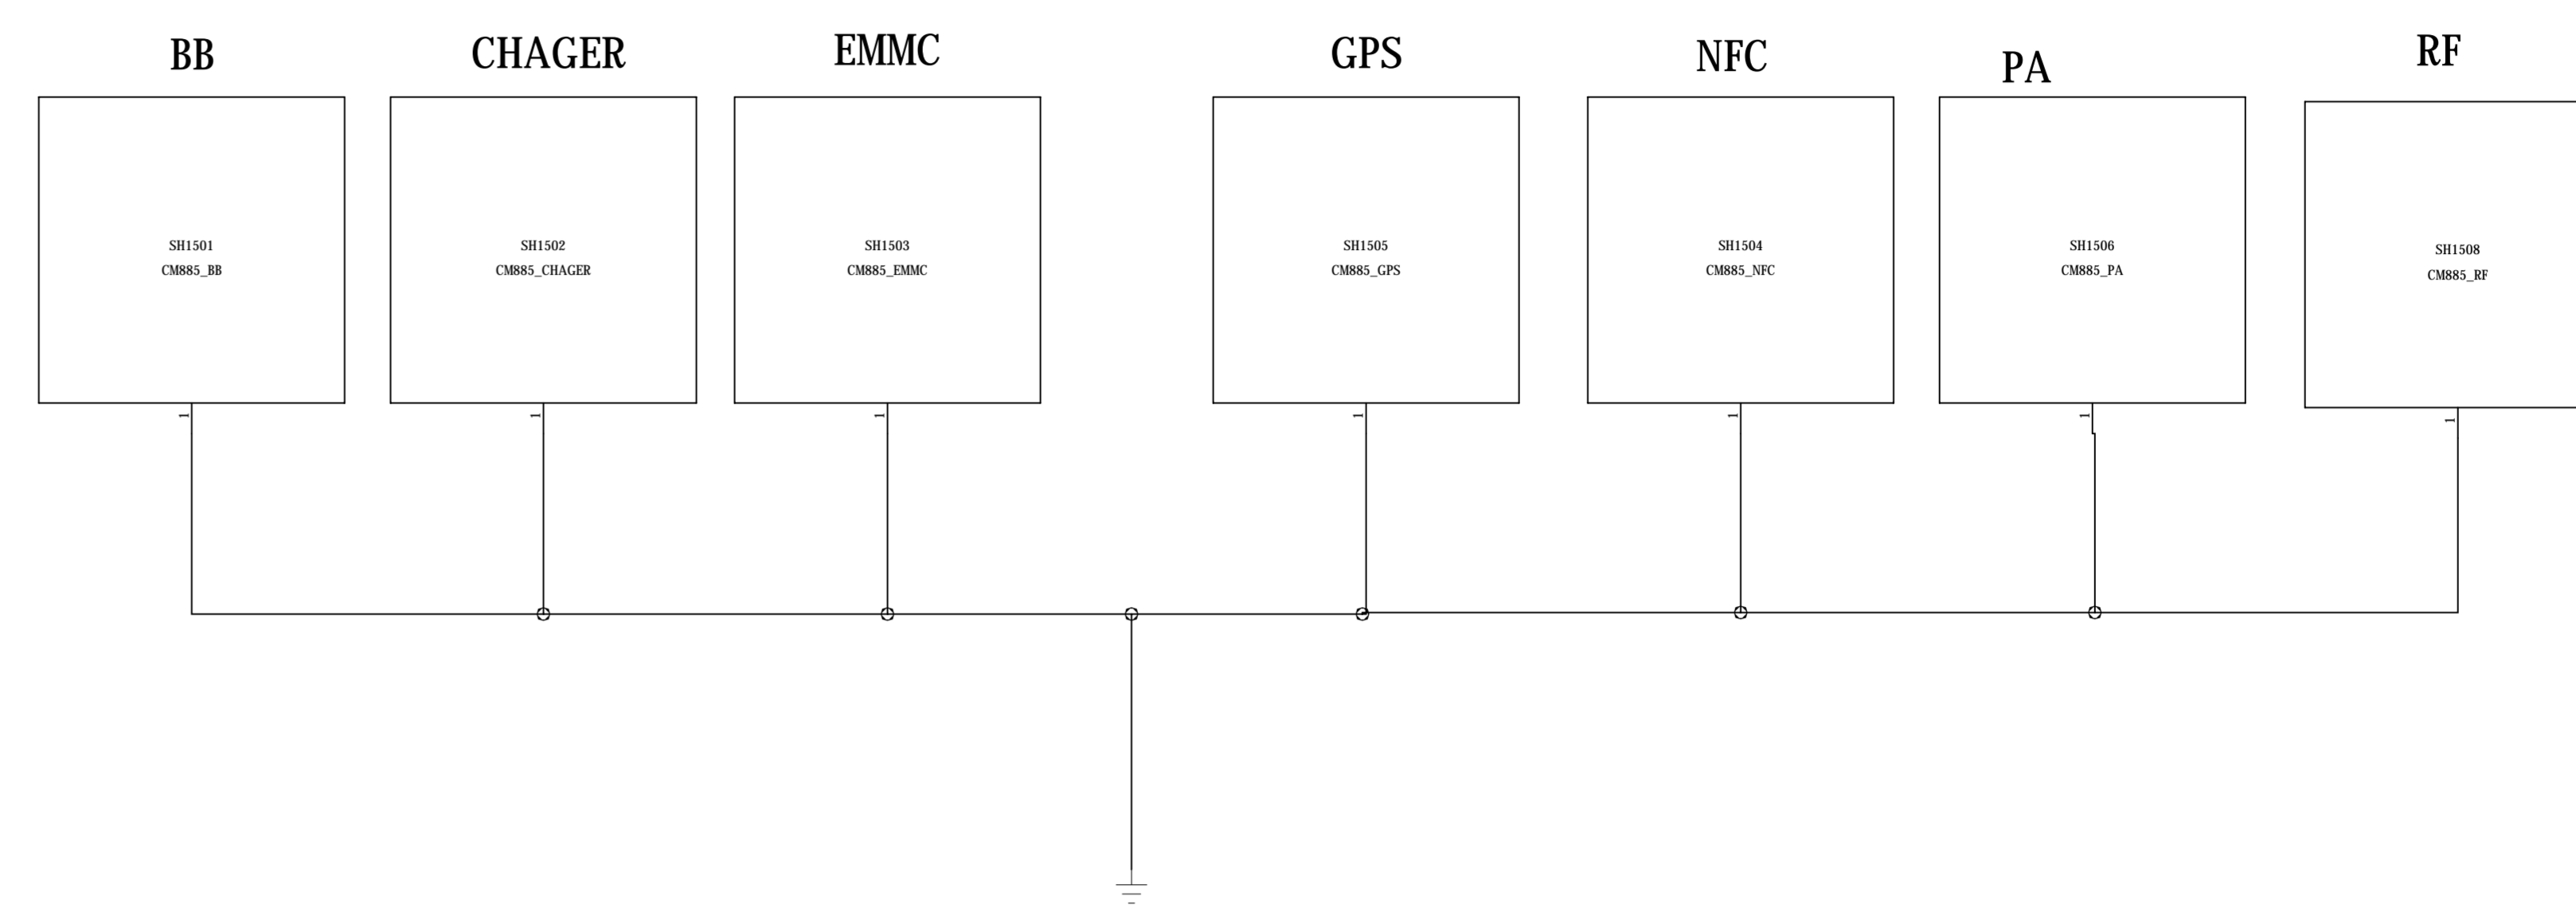 BB
CHAGER
EMMC
GPS
NFC
PA
RF
SH1501
CM885_BB
SH1502
CM885_CHAGER
SH1503
CM885_EMMC
SH1505
CM885_GPS
SH1504
CM885_NFC
SH1506
CM885_PA
SH1508
CM885_RF
1
1
1
1
1
1
1